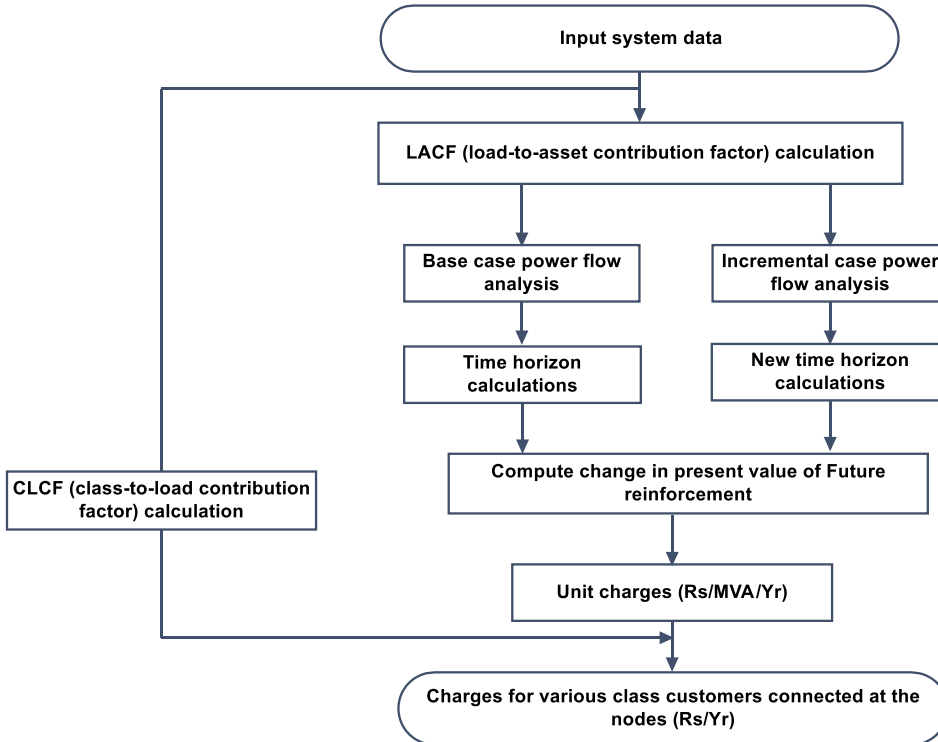 Input system data
LACF (load-to-asset contribution factor) calculation
Base case power flow
analysis
Incremental case power
flow analysis
Time horizon
calculations
New time horizon
calculations
Compute change in present value of Future
reinforcement
CLCF (class-to-load contribution
factor) calculation
Unit charges (Rs/MVA/Yr)
Charges for various class customers connected at the
nodes (Rs/Yr)